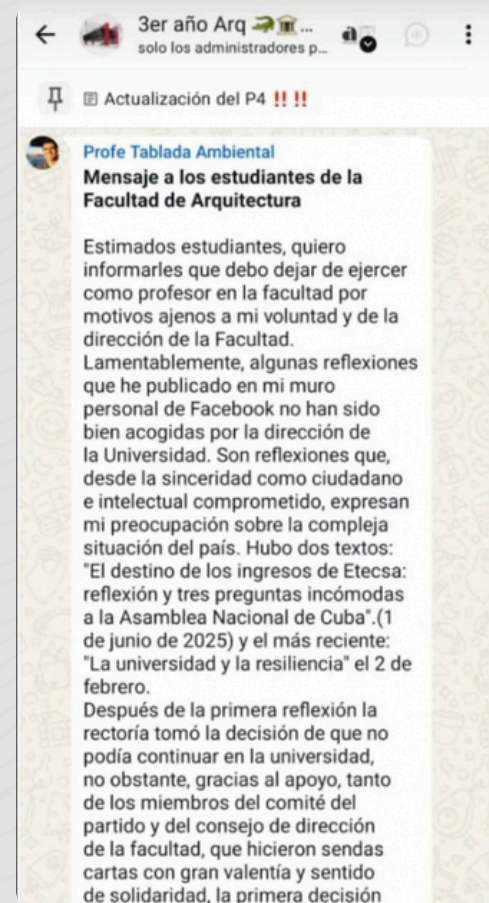 3er año Arq 🐊🏛️...
solo los administradores p...
Actualización del P4 ‼️ ‼️
Profe Tablada Ambiental
Mensaje a los estudiantes de la
Facultad de Arquitectura
Estimados estudiantes, quiero
informarles que debo dejar de ejercer
como profesor en la facultad por
motivos ajenos a mi voluntad y de la
dirección de la Facultad.
Lamentablemente, algunas reflexiones
que he publicado en mi muro
personal de Facebook no han sido
bien acogidas por la dirección de
la Universidad. Son reflexiones que,
desde la sinceridad como ciudadano
e intelectual comprometido, expresan
mi preocupación sobre la compleja
situación del país. Hubo dos textos:
"El destino de los ingresos de Etecsa:
reflexión y tres preguntas incómodas
a la Asamblea Nacional de Cuba".(1
de junio de 2025) y el más reciente:
"La universidad y la resiliencia" el 2 de
febrero.
Después de la primera reflexión la
rectoría tomó la decisión de que no
podía continuar en la universidad,
no obstante, gracias al apoyo, tanto
de los miembros del comité del
partido y del consejo de dirección
de la facultad, que hicieron sendas
cartas con gran valentía y sentido
de solidaridad, la primera decisión